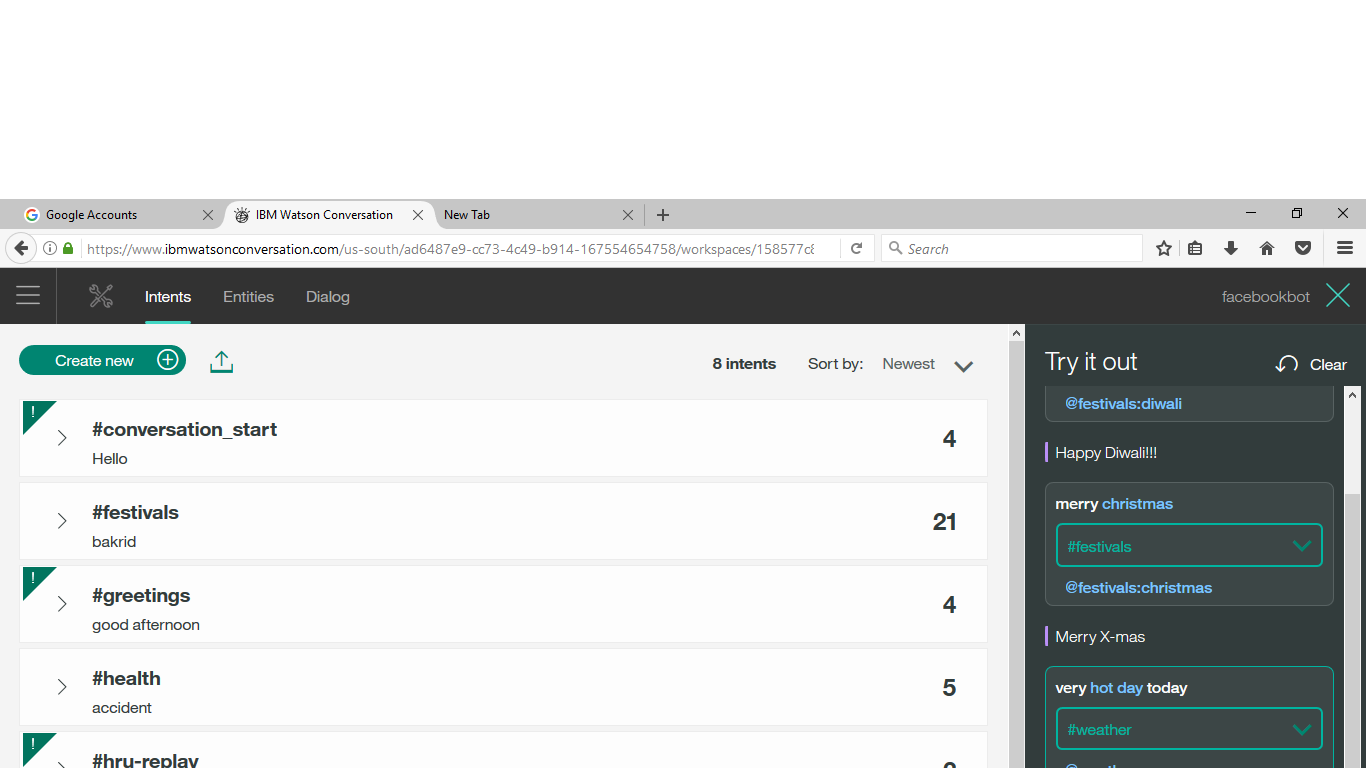 Google Accounts
IBM Watson Conversation
New Tab
https://www.ibmwatsonconversation.com/us-south/ad6487e9-cc73-4c49-b914-167554654758/workspaces/158577c8
Search
Intents
Entities
Dialog
facebookbot
Create new
8 intents
Sort by:
Newest
!
#conversation_start
4
Hello
#festivals
21
bakrid
!
#greetings
4
good afternoon
#health
5
accident
!
#hru-replay
Try it out
Clear
@festivals:diwali
Happy Diwali!!!
merry christmas
#festivals
@festivals:christmas
Merry X-mas
very hot day today
#weather